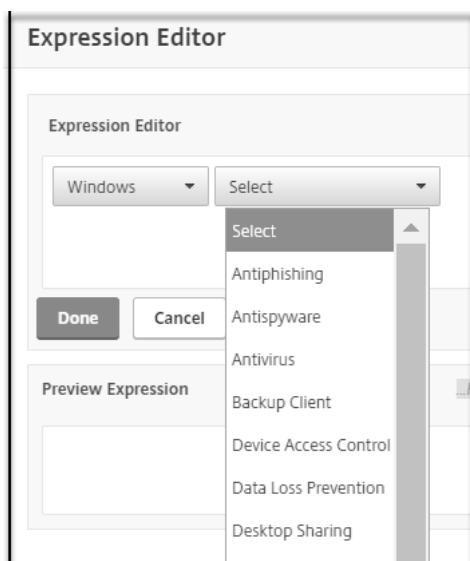 Expression Editor
Expression Editor
Windows Select
Select
Antiphishing
Antispyware
Done Cancel
Antivirus
Preview Expression
Backup Client
Device Access Control
Data Loss Prevention
Desktop Sharing